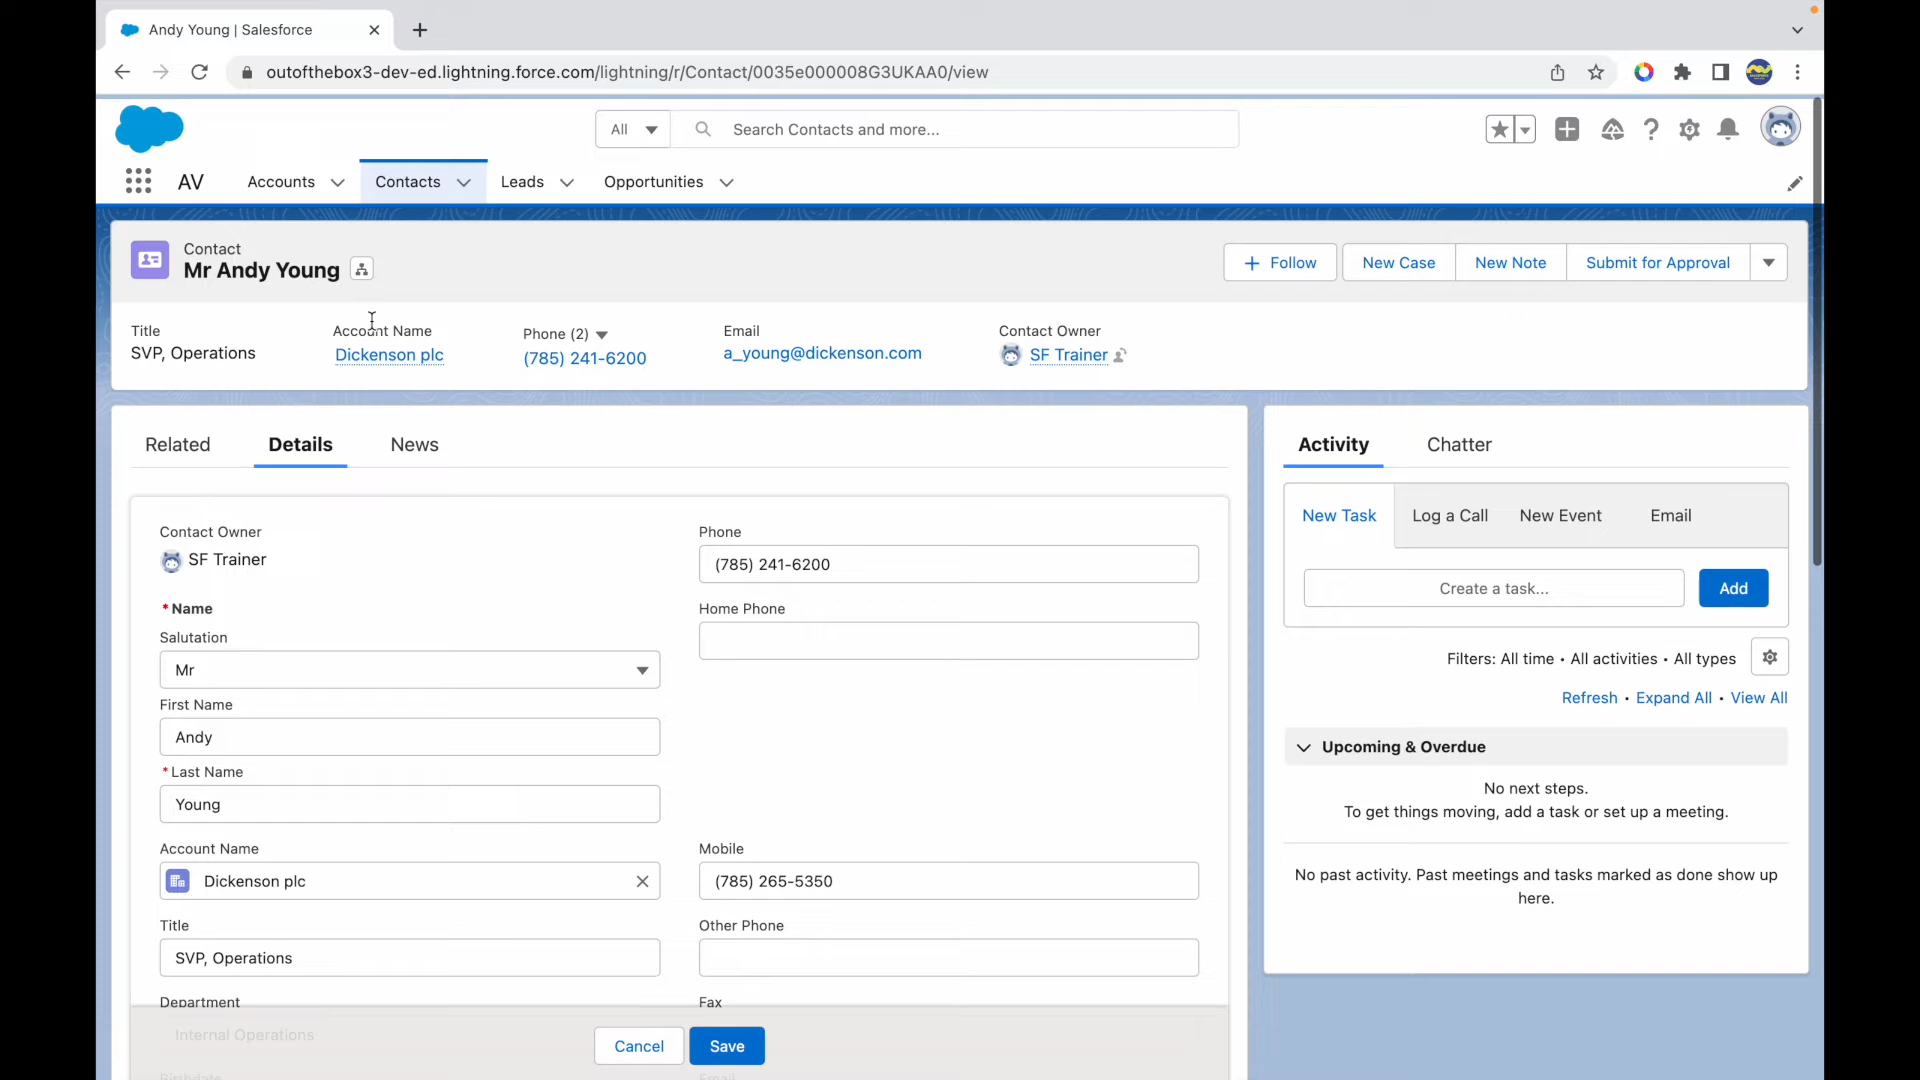 Andy Young | Salesforce
outofthebox3-dev-ed.lightning.force.com/lightning/r/Contact/0035e000008G3UKAA0/view
All
Search Contacts and more...
AV
Accounts
Contacts
Leads
Opportunities
Contact
Mr Andy Young
Follow
New Case
New Note
Submit for Approval
Title
SVP, Operations
Account Name
Dickenson plc
Phone (2)
(785) 241-6200
Email
a_young@dickenson.com
Contact Owner
SF Trainer
Related
Details
News
Contact Owner
SF Trainer
*Name
Salutation
Mr
First Name
Andy
*Last Name
Young
Account Name
Dickenson plc
Title
SVP, Operations
Department
Internal Operations
Birthdate
Phone
(785) 241-6200
Home Phone
Mobile
(785) 265-5350
Other Phone
Fax
Email
Cancel
Save
Activity
Chatter
New Task
Log a Call
New Event
Email
Create a task...
Add
Filters: All time • All activities • All types
Refresh • Expand All • View All
Upcoming & Overdue
No next steps.
To get things moving, add a task or set up a meeting.
No past activity. Past meetings and tasks marked as done show up
here.